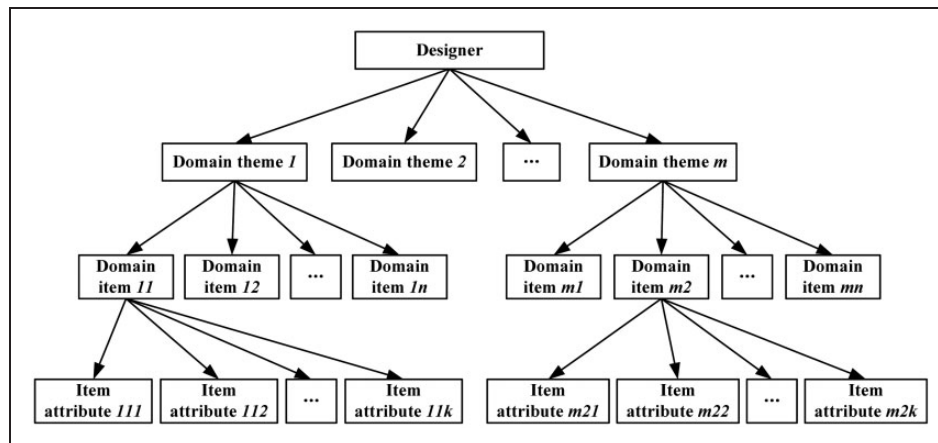 Designer
Domain theme 1
Domain theme 2
...
Domain theme m
Domain
item 11
Domain
item 12
...
Domain
item 1n
Domain
item m1
Domain
item m2
...
Domain
item mn
Item
attribute 111
Item
attribute 112
...
Item
attribute 11k
Item
attribute m21
Item
attribute m22
...
Item
attribute m2k